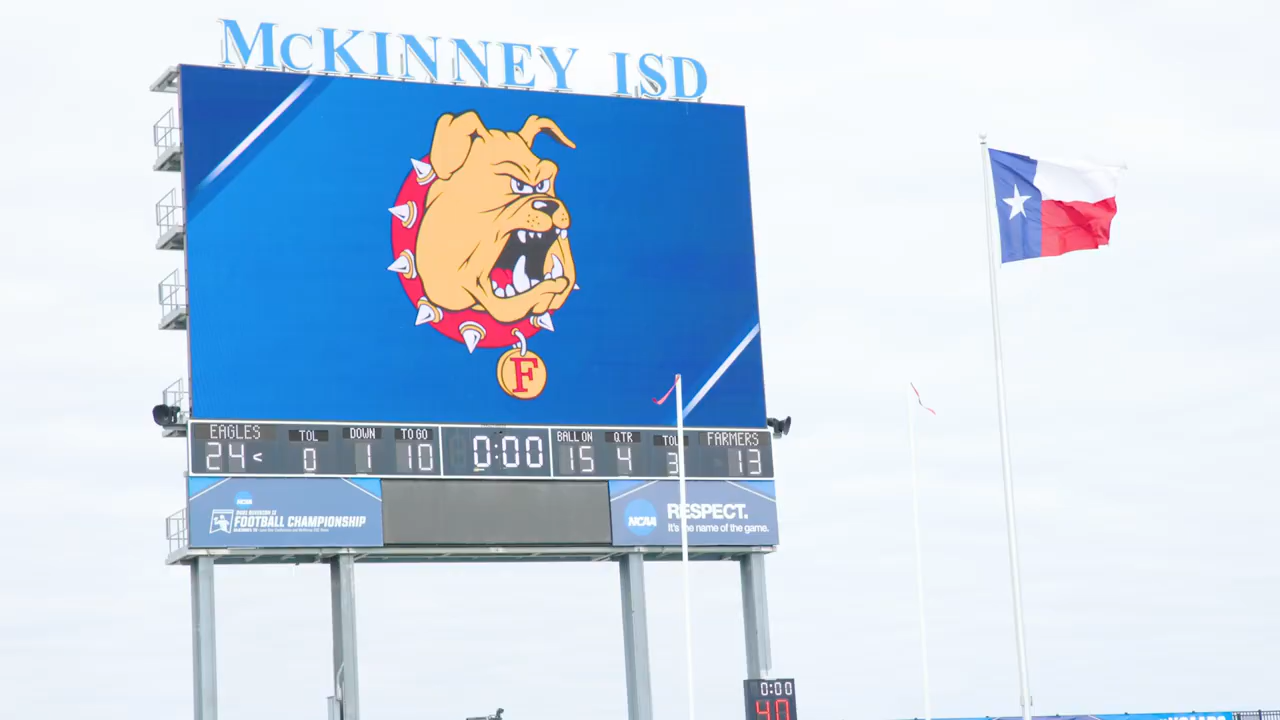 McKINNEY ISD
F
EAGLES TOL DOWN TO GO BALL ON QTR TOL FARMERS
24< 0 1 10 0:00 15 4 3 13
NCAA
FOOTBALL CHAMPIONSHIP
NCAA
RESPECT.
It's the name of the game.
0:00
40